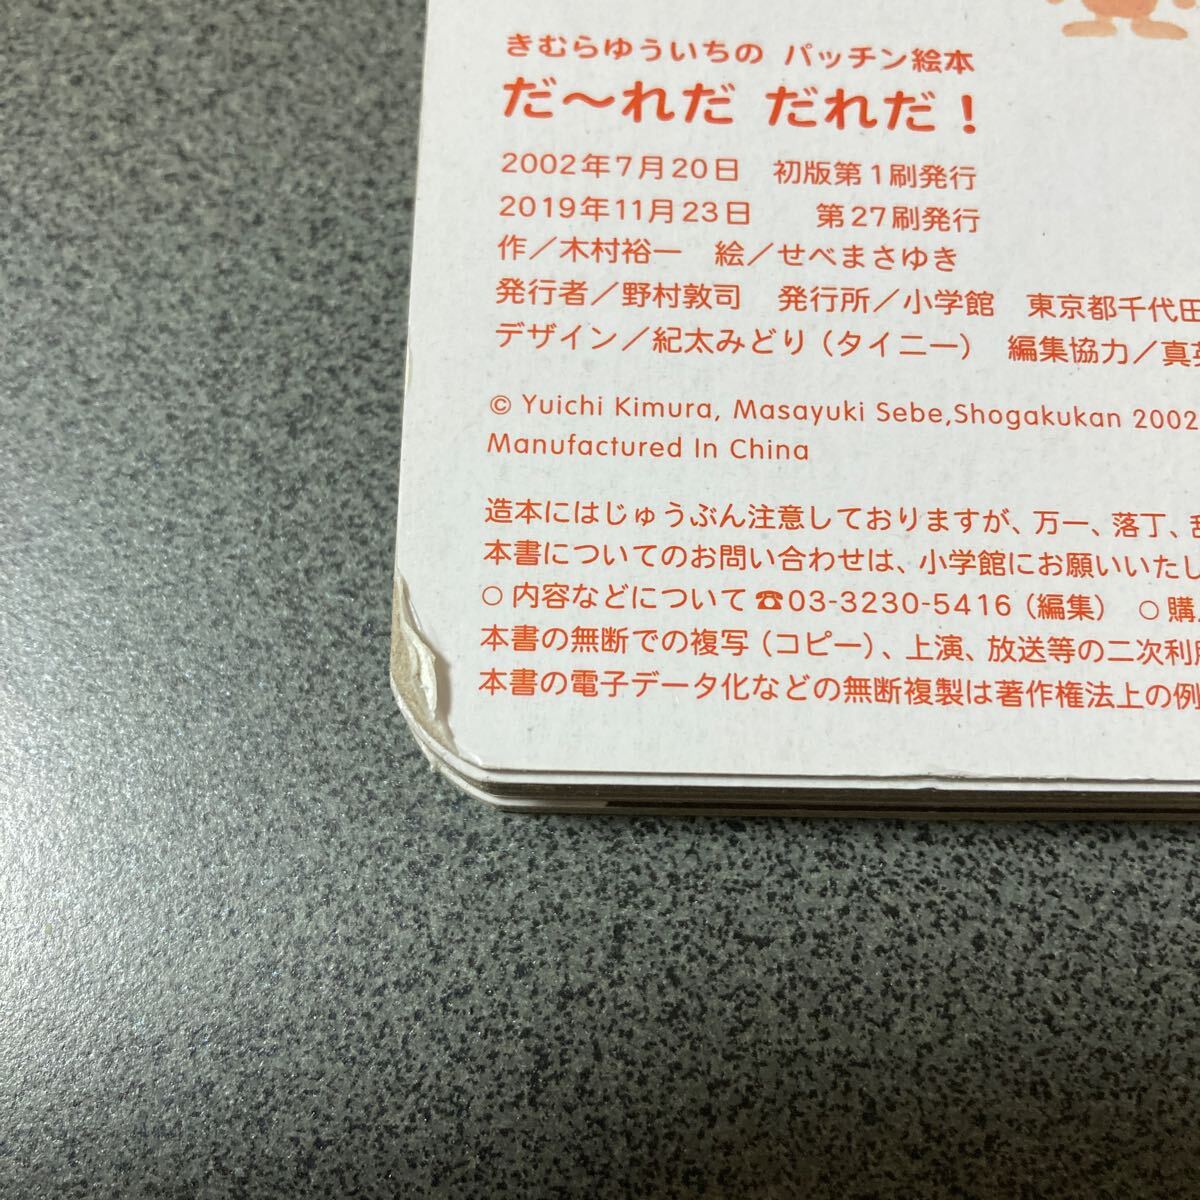 きむらゆういちの パッチン絵本
だ〜れだ だれだ！
2002年7月20日 初版第1刷発行
2019年11月23日 第27刷発行
作／木村裕一 絵／せべまさゆき
発行者／野村敦司 発行所／小学館 東京都千代田
デザイン／紀太みどり（タイニー） 編集協力／真
© Yuichi Kimura, Masayuki Sebe,Shogakukan 2002
Manufactured In China
造本にはじゅうぶん注意しておりますが、万一、落丁、
本書についてのお問い合わせは、小学館にお願いいたし
○内容などについて☎03-3230-5416（編集） ○購
本書の無断での複写（コピー）、上演、放送等の二次利
本書の電子データ化などの無断複製は著作権法上の例